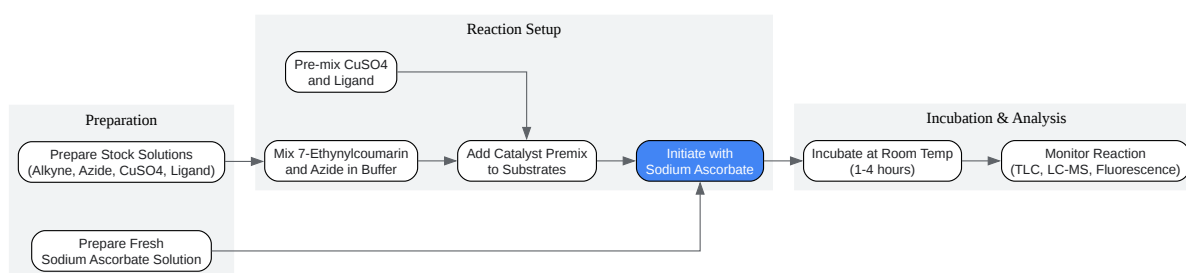 Reaction Setup
Pre-mix CuSO4
and Ligand
Preparation
Prepare Stock Solutions
(Alkyne, Azide, CuSO4, Ligand)
Mix 7-Ethynylcoumarin
and Azide in Buffer
Add Catalyst Premix
to Substrates
Initiate with
Sodium Ascorbate
Incubation & Analysis
Incubate at Room Temp
(1-4 hours)
Monitor Reaction
(TLC, LC-MS, Fluorescence)
Prepare Fresh
Sodium Ascorbate Solution